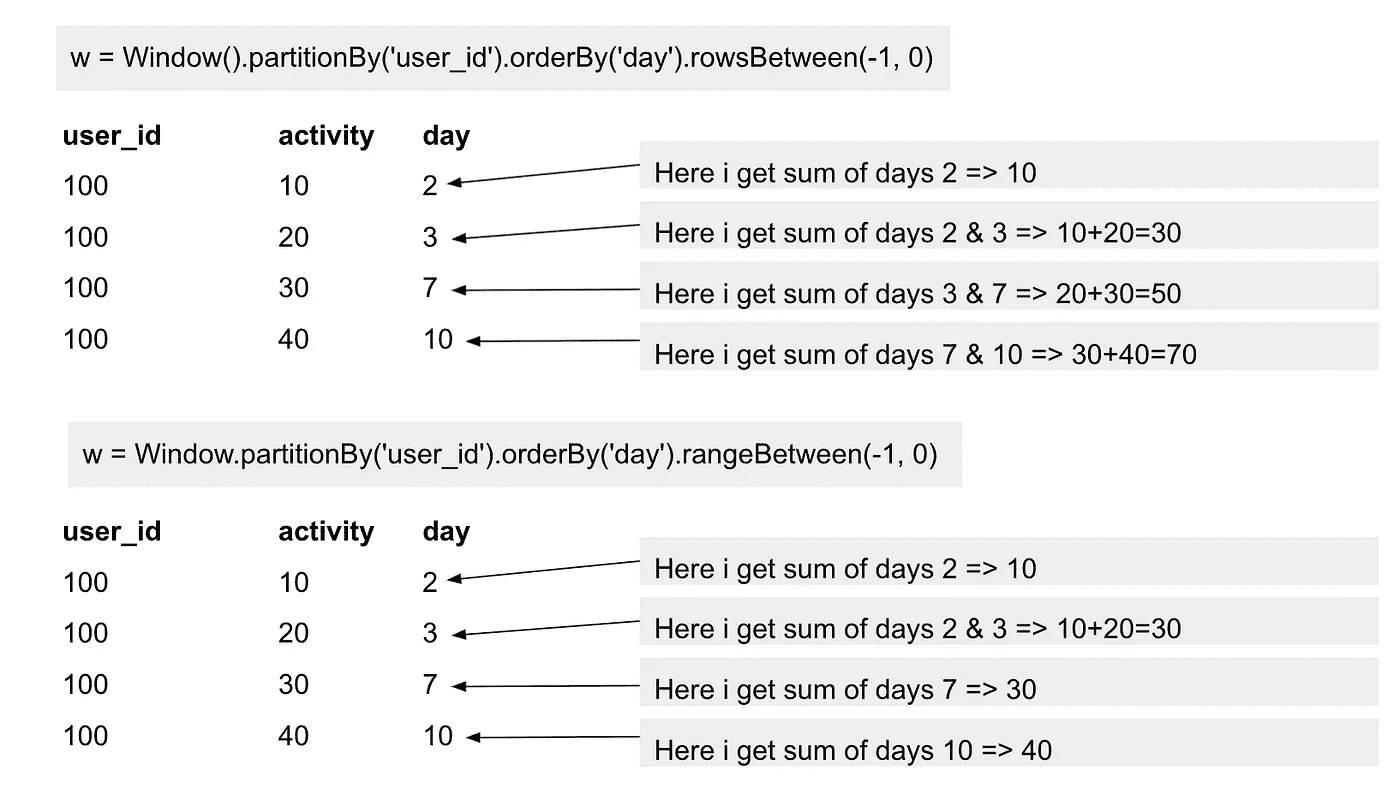 w = Window().partitionBy('user_id').orderBy('day').rowsBetween(-1, 0)
user_id activity day
100 10 2 Here i get sum of days 2 => 10
100 20 3 Here i get sum of days 2 & 3 => 10+20=30
100 30 7 Here i get sum of days 3 & 7 => 20+30=50
100 40 10 Here i get sum of days 7 & 10 => 30+40=70
w = Window.partitionBy('user_id').orderBy('day').rangeBetween(-1, 0)
user_id activity day
100 10 2 Here i get sum of days 2 => 10
100 20 3 Here i get sum of days 2 & 3 => 10+20=30
100 30 7 Here i get sum of days 7 => 30
100 40 10 Here i get sum of days 10 => 40